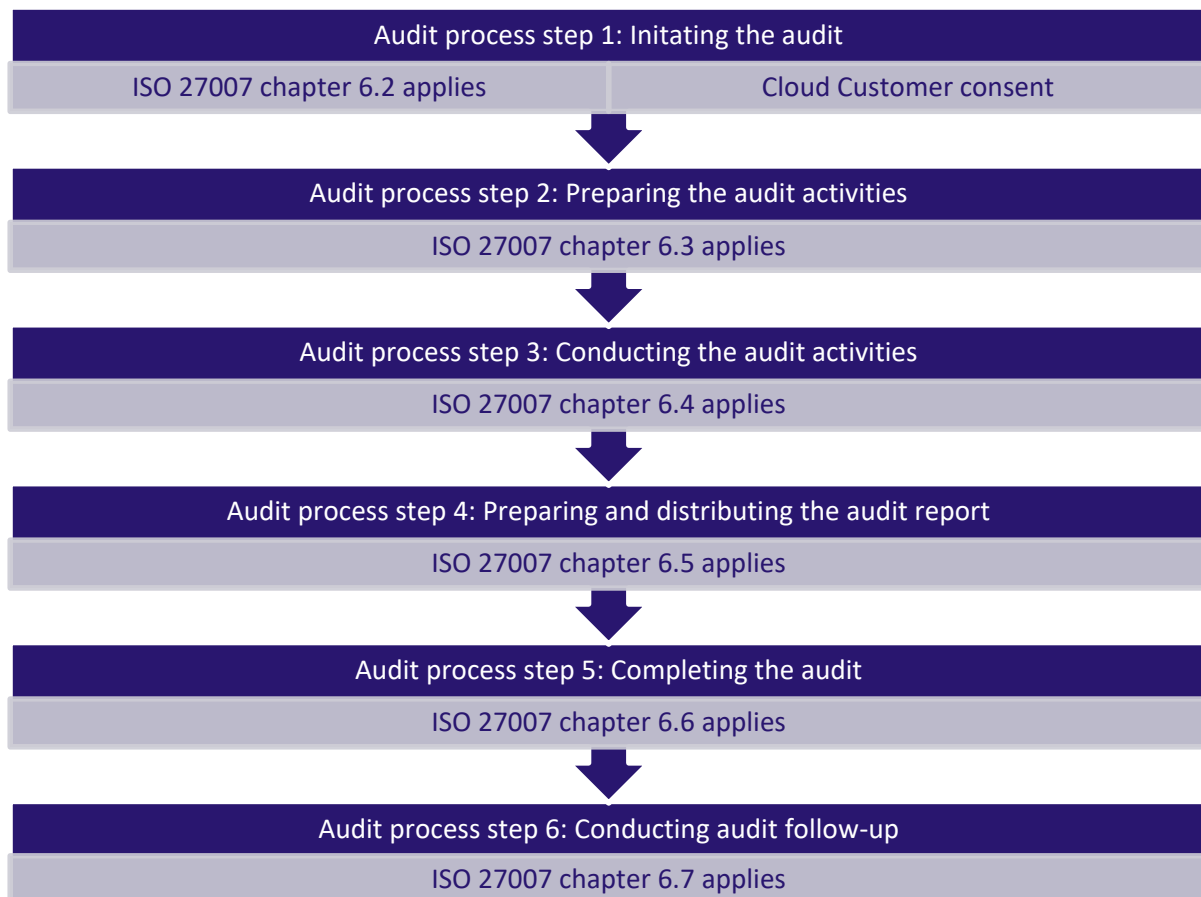 Audit process step 1: Initating the audit
ISO 27007 chapter 6.2 applies
Cloud Customer consent
Audit process step 2: Preparing the audit activities
ISO 27007 chapter 6.3 applies
Audit process step 3: Conducting the audit activities
ISO 27007 chapter 6.4 applies
Audit process step 4: Preparing and distributing the audit report
ISO 27007 chapter 6.5 applies
Audit process step 5: Completing the audit
ISO 27007 chapter 6.6 applies
Audit process step 6: Conducting audit follow-up
ISO 27007 chapter 6.7 applies